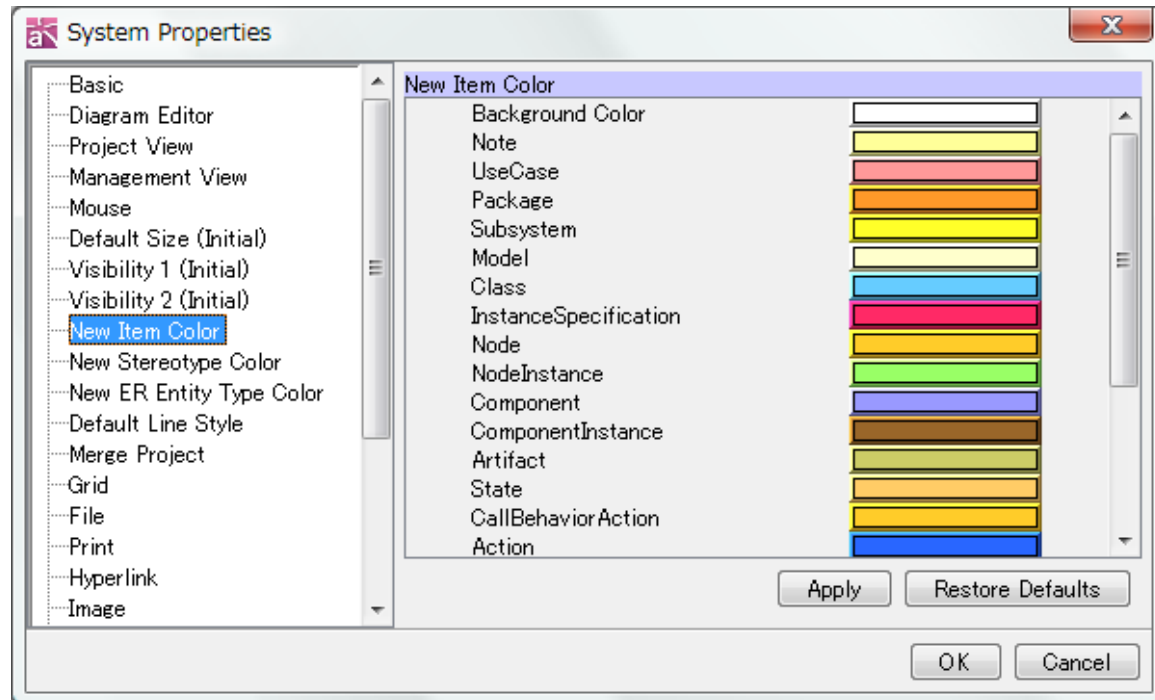 System Properties
Basic
Diagram Editor
Project View
Management View
Mouse
Default Size (Initial)
Visibility 1 (Initial)
Visibility 2 (Initial)
New Item Color
New Stereotype Color
New ER Entity Type Color
Default Line Style
Merge Project
Grid
File
Print
Hyperlink
Image
New Item Color
Background Color
Note
UseCase
Package
Subsystem
Model
Class
InstanceSpecification
Node
NodeInstance
Component
ComponentInstance
Artifact
State
CallBehaviorAction
Action
Apply
Restore Defaults
OK
Cancel